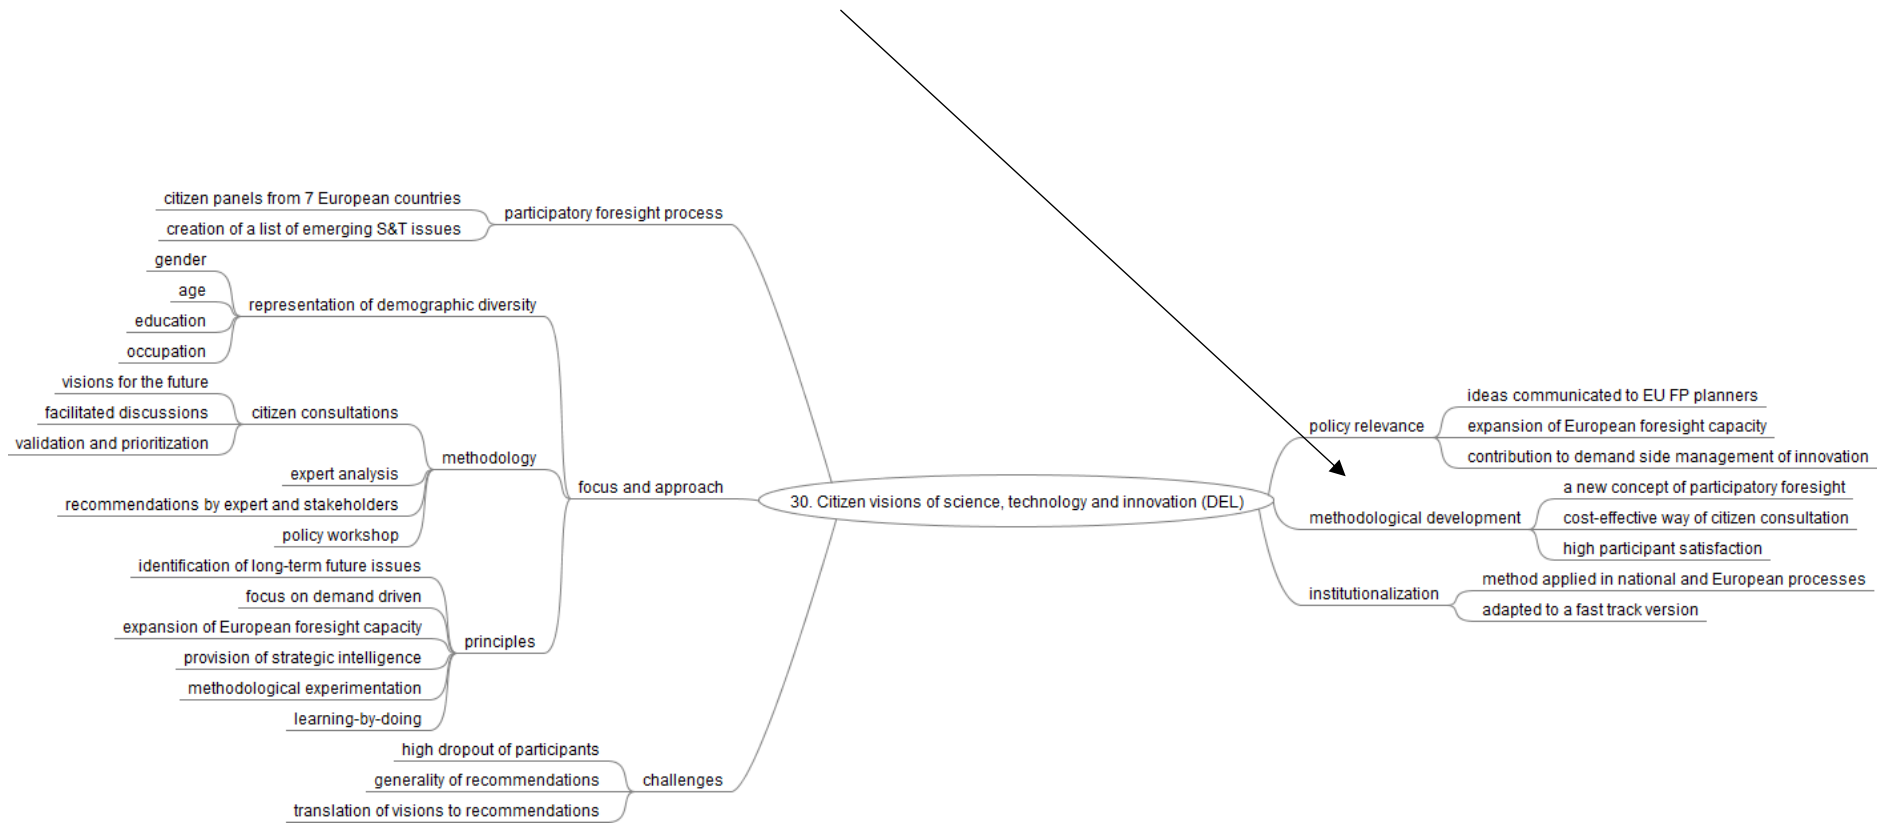 citizen panels from 7 European countries
creation of a list of emerging S&T issues
participatory foresight process
gender
age
education
occupation
representation of demographic diversity
visions for the future
facilitated discussions
validation and prioritization
citizen consultations
expert analysis
recommendations by expert and stakeholders
policy workshop
methodology
identification of long-term future issues
focus on demand driven
expansion of European foresight capacity
provision of strategic intelligence
methodological experimentation
learning-by-doing
principles
focus and approach
high dropout of participants
generality of recommendations
translation of visions to recommendations
challenges
30. Citizen visions of science, technology and innovation (DEL)
policy relevance
ideas communicated to EU FP planners
expansion of European foresight capacity
contribution to demand side management of innovation
methodological development
a new concept of participatory foresight
cost-effective way of citizen consultation
high participant satisfaction
institutionalization
method applied in national and European processes
adapted to a fast track version